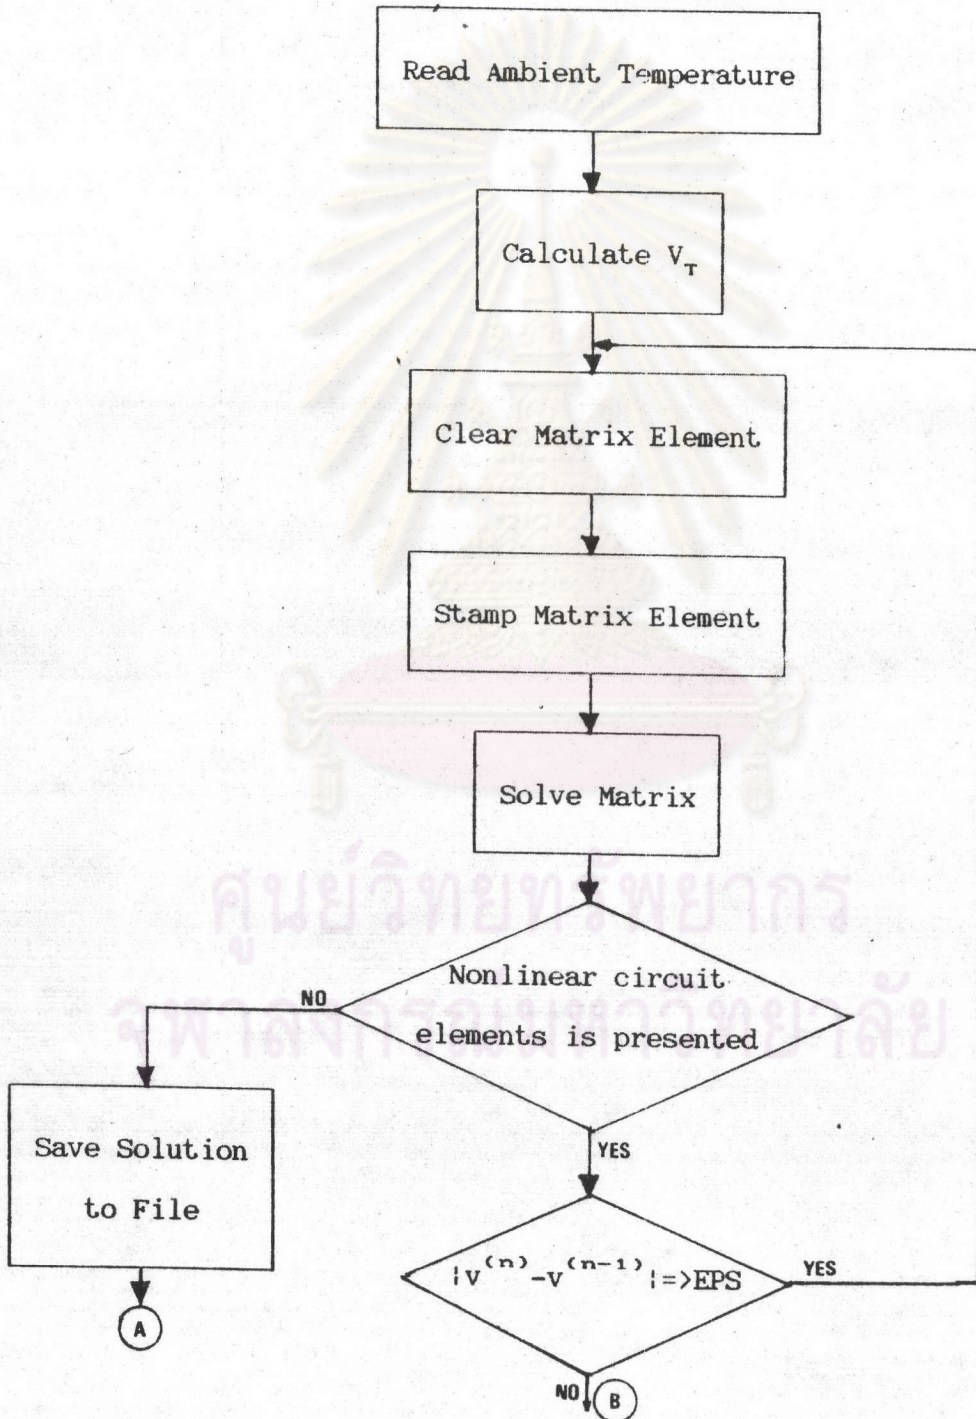 Read Ambient Temperature
Calculate V_T
Clear Matrix Element
Stamp Matrix Element
Solve Matrix
ศูนย์วิทยทรัพยากร
จุฬาลงกรณ์มหาวิทยาลัย
Nonlinear circuit
elements is presented
NO
YES
Save Solution
to File
¦v^(n)-v^(n-1)¦=>EPS
YES
A
NO
B